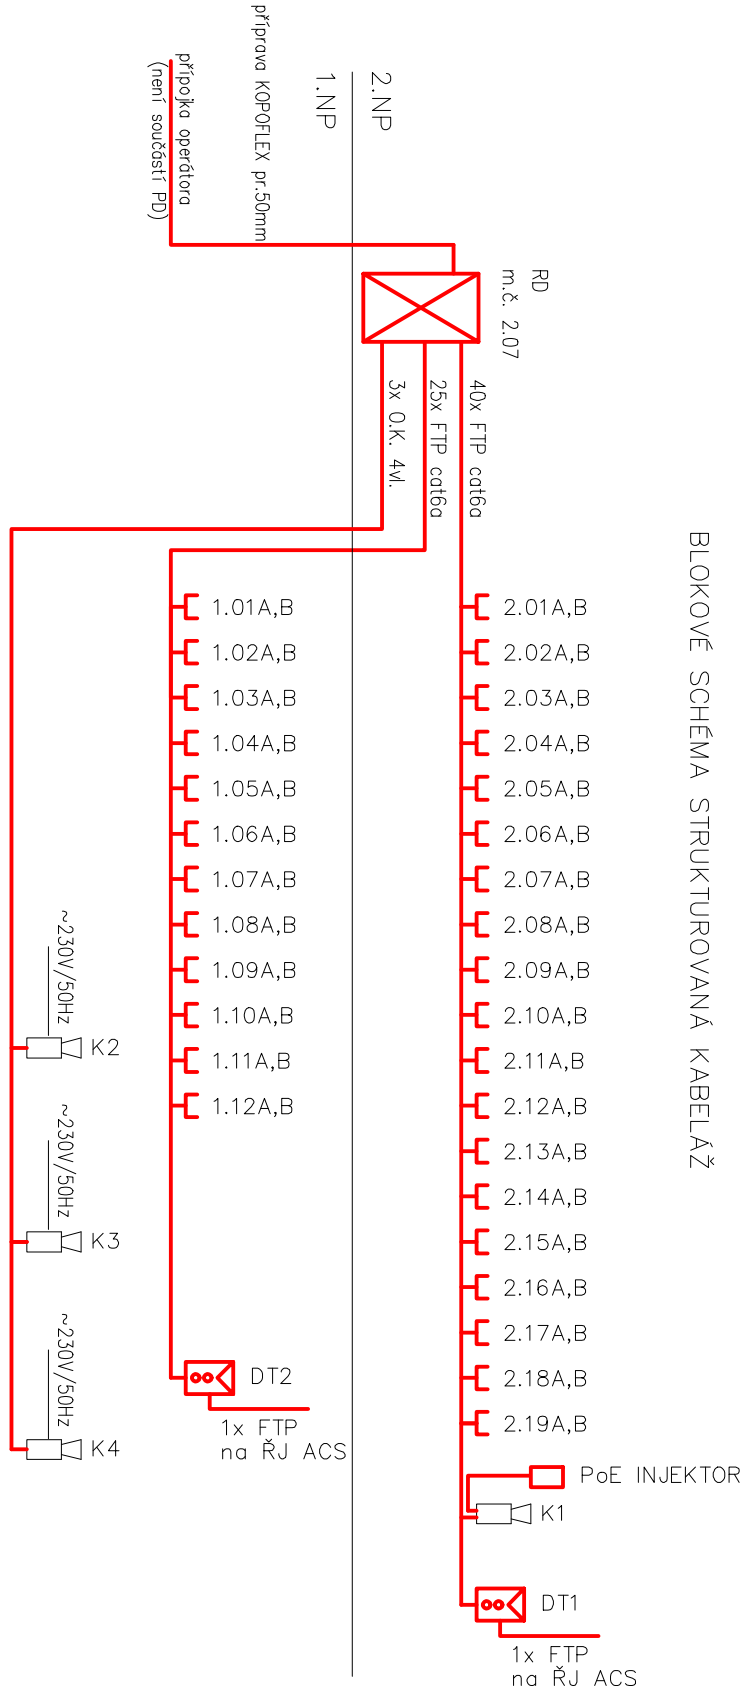 BLOKOVÉ SCHÉMA STRUKTUROVANÁ KABELÁŽ
2.NP
1.NP
příprava KOPOFLEX pr.50mm
přípojka operátora
(není součástí PD)
RD
m.č. 2.07
40x FTP cat6a
25x FTP cat6a
3x O.K. 4vl.
2.01A,B
2.02A,B
2.03A,B
2.04A,B
2.05A,B
2.06A,B
2.07A,B
2.08A,B
2.09A,B
2.10A,B
2.11A,B
2.12A,B
2.13A,B
2.14A,B
2.15A,B
2.16A,B
2.17A,B
2.18A,B
2.19A,B
PoE INJEKTOR
K1
DT1
1x FTP
na ŘJ ACS
1.01A,B
1.02A,B
1.03A,B
1.04A,B
1.05A,B
1.06A,B
1.07A,B
1.08A,B
1.09A,B
1.10A,B
1.11A,B
1.12A,B
DT2
1x FTP
na ŘJ ACS
~230V/50Hz
K2
~230V/50Hz
K3
~230V/50Hz
K4